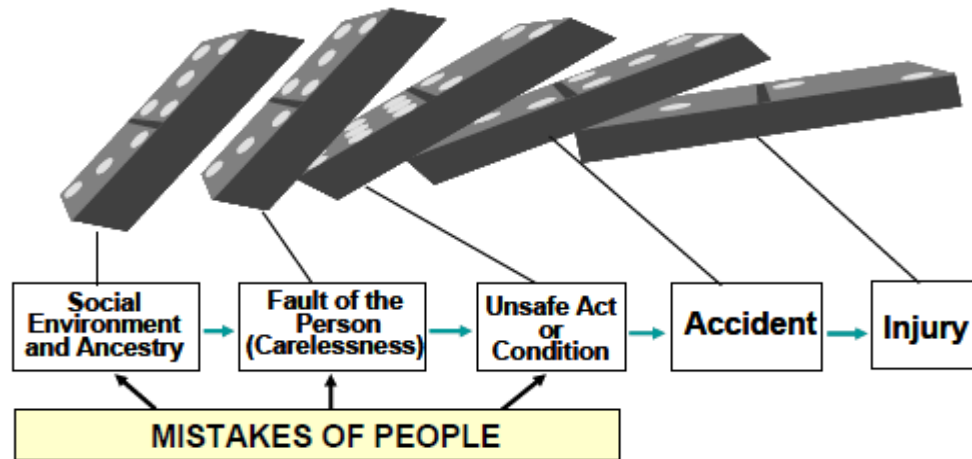 Social
Environment
and Ancestry
Fault of the
Person
(Carelessness)
Unsafe Act
or
Condition
Accident
Injury
MISTAKES OF PEOPLE